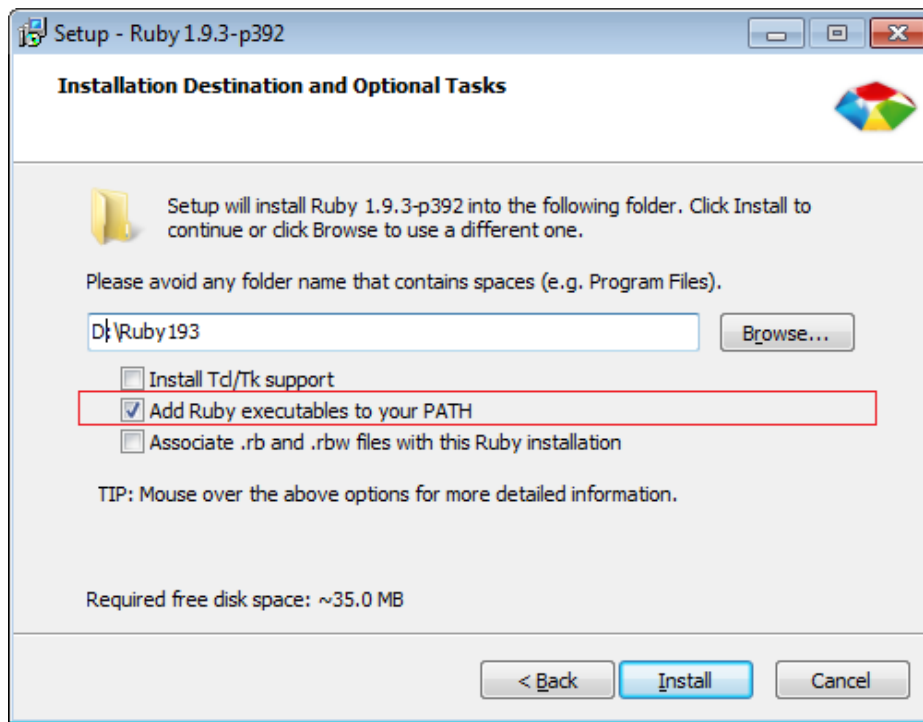 Setup - Ruby 1.9.3-p392
Installation Destination and Optional Tasks
Setup will install Ruby 1.9.3-p392 into the following folder. Click Install to
continue or click Browse to use a different one.
Please avoid any folder name that contains spaces (e.g. Program Files).
D:\Ruby193
Browse...
Install Tcl/Tk support
Add Ruby executables to your PATH
Associate .rb and .rbw files with this Ruby installation
TIP: Mouse over the above options for more detailed information.
Required free disk space: ~35.0 MB
< Back
Install
Cancel